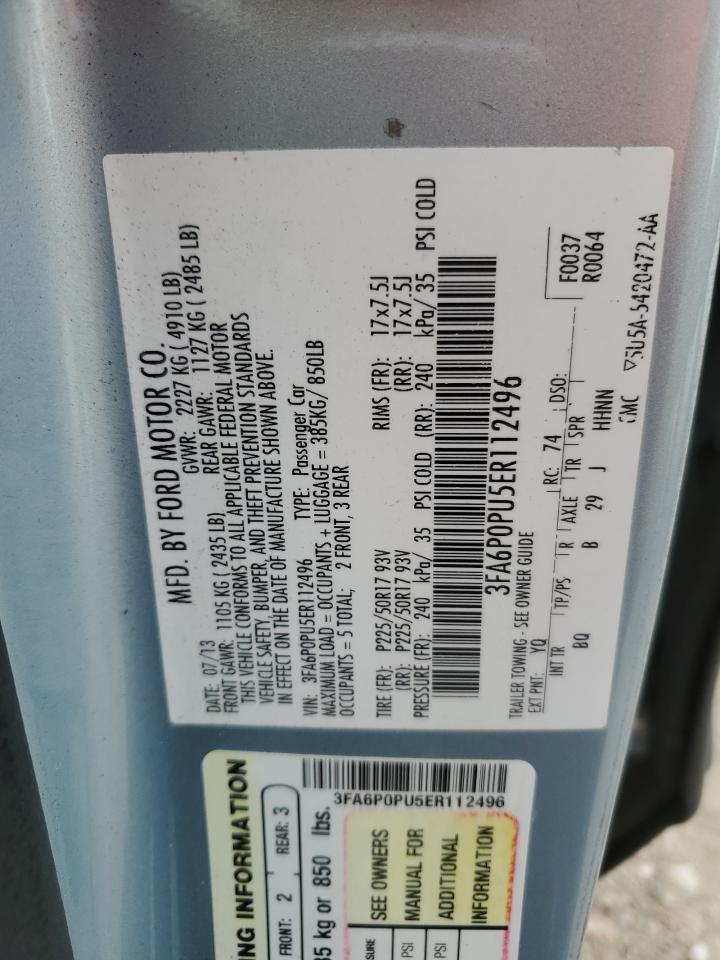 MFD. BY FORD MOTOR CO.
DATE: 07/13 GVWR: 2227 KG ( 4910 LB)
FRONT GAWR: 1105 KG ( 2435 LB) REAR GAWR: 1127 KG ( 2485 LB)
THIS VEHICLE CONFORMS TO ALL APPLICABLE FEDERAL MOTOR
VEHICLE SAFETY, BUMPER, AND THEFT PREVENTION STANDARDS
IN EFFECT ON THE DATE OF MANUFACTURE SHOWN ABOVE.
VIN: 3FA6P0PU5ER112496 TYPE: Passenger Car
MAXIMUM LOAD = OCCUPANTS + LUGGAGE = 385KG/ 850LB
OCCUPANTS = 5 TOTAL; 2 FRONT, 3 REAR
TIRE (FR): P225/50R17 93V RIMS (FR): 17x7.5J
(RR): P225/50R17 93V (RR): 17x7.5J
PRESSURE (FR): 240 kPa/ 35 PSI COLD (RR): 240 kPa/ 35 PSI COLD
3FA6P0PU5ER112496
TRAILER TOWING - SEE OWNER GUIDE
EXT PNT: YQ RC: 74 DSO: F0037
INT TR TP/PS R AXLE TR SPR R0064
BQ B 29 J HHNN
5U5A-5420472-AA
NG INFORMATION
FRONT: 2 REAR: 3
85 kg or 850 lbs.
3FA6P0PU5ER112496
SURE SEE OWNERS
PSI MANUAL FOR
PSI ADDITIONAL
INFORMATION